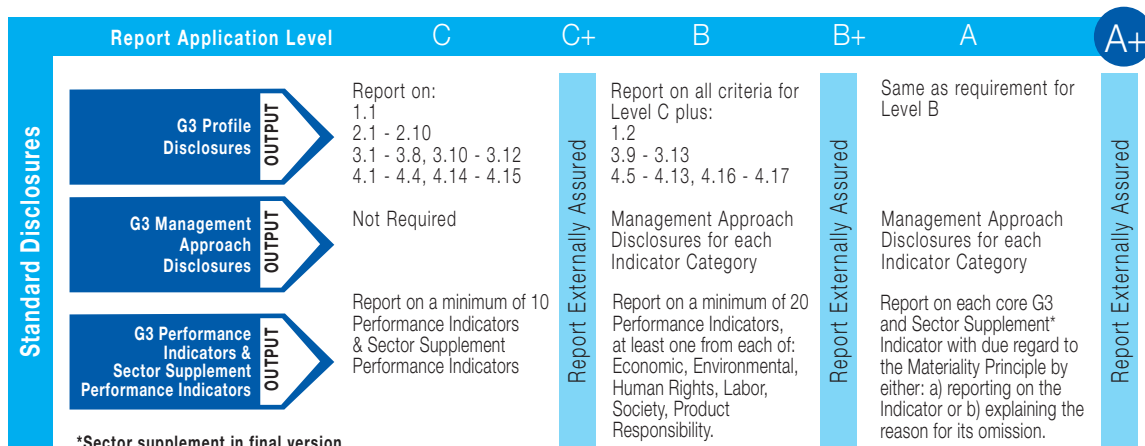 Report Application Level C C+ B B+ A A+
Standard Disclosures
G3 Profile
Disclosures
OUTPUT
Report on:
1.1
2.1 - 2.10
3.1 - 3.8, 3.10 - 3.12
4.1 - 4.4, 4.14 - 4.15
Report on all criteria for
Level C plus:
1.2
3.9 - 3.13
4.5 - 4.13, 4.16 - 4.17
Same as requirement for
Level B
G3 Management
Approach
Disclosures
OUTPUT
Not Required
Management Approach
Disclosures for each
Indicator Category
Management Approach
Disclosures for each
Indicator Category
G3 Performance
Indicators &
Sector Supplement
Performance Indicators
OUTPUT
Report on a minimum of 10
Performance Indicators
& Sector Supplement
Performance Indicators
Report on a minimum of 20
Performance Indicators,
at least one from each of:
Economic, Environmental,
Human Rights, Labor,
Society, Product
Responsibility.
Report on each core G3
and Sector Supplement*
Indicator with due regard to
the Materiality Principle by
either: a) reporting on the
Indicator or b) explaining the
reason for its omission.
Report Externally Assured
Report Externally Assured
Report Externally Assured
*Sector supplement in final version